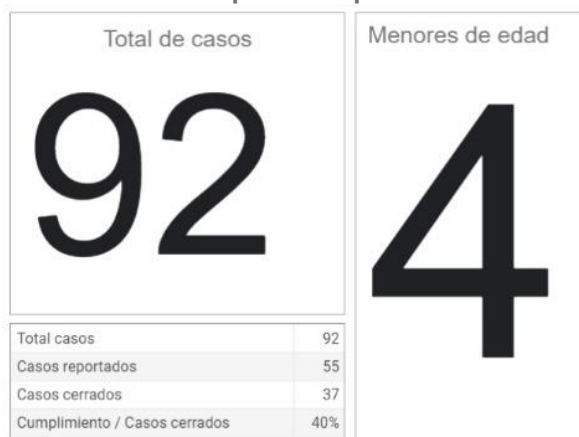 Total de casos
92
Menores de edad
4
Total casos 92
Casos reportados 55
Casos cerrados 37
Cumplimiento / Casos cerrados 40%